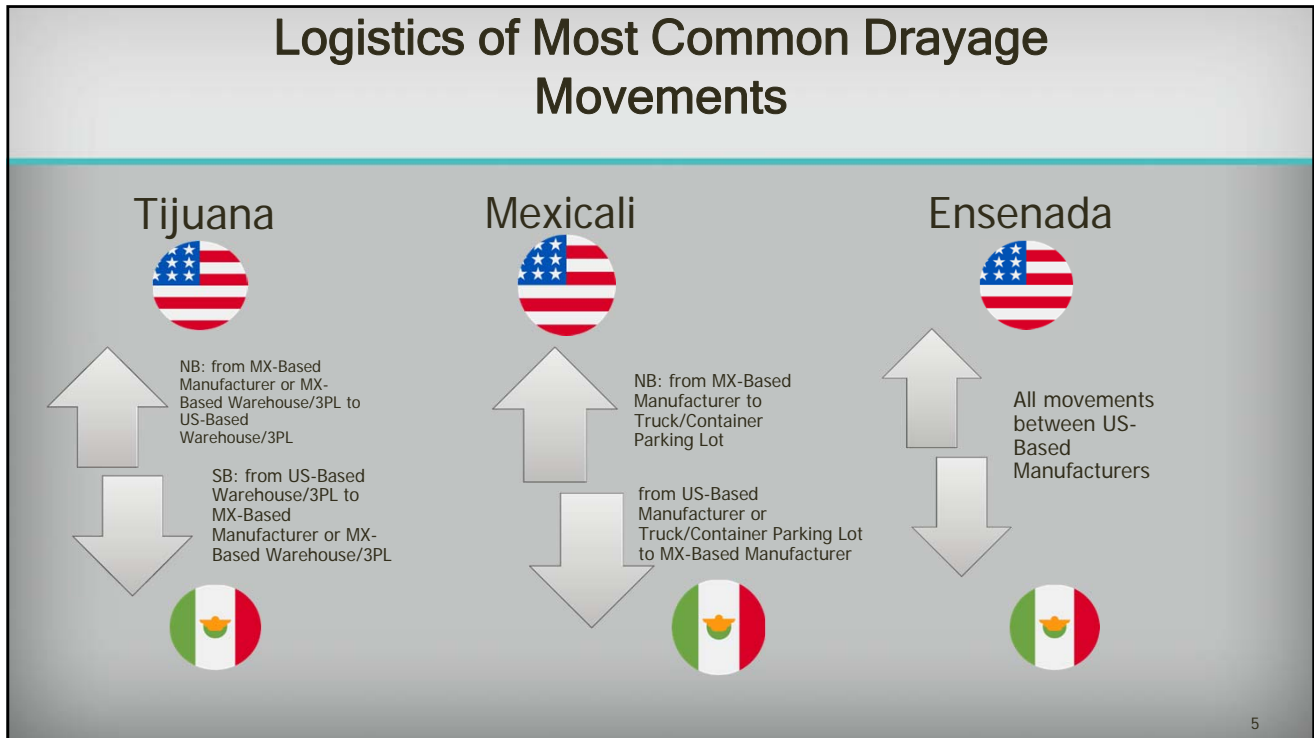 Logistics of Most Common Drayage
Movements
Tijuana
NB: from MX-Based
Manufacturer or MX-
Based Warehouse/3PL to
US-Based
Warehouse/3PL
SB: from US-Based
Warehouse/3PL to
MX-Based
Manufacturer or MX-
Based Warehouse/3PL
Mexicali
NB: from MX-Based
Manufacturer to
Truck/Container
Parking Lot
from US-Based
Manufacturer or
Truck/Container Parking Lot
to MX-Based Manufacturer
Ensenada
All movements
between US-
Based
Manufacturers
5